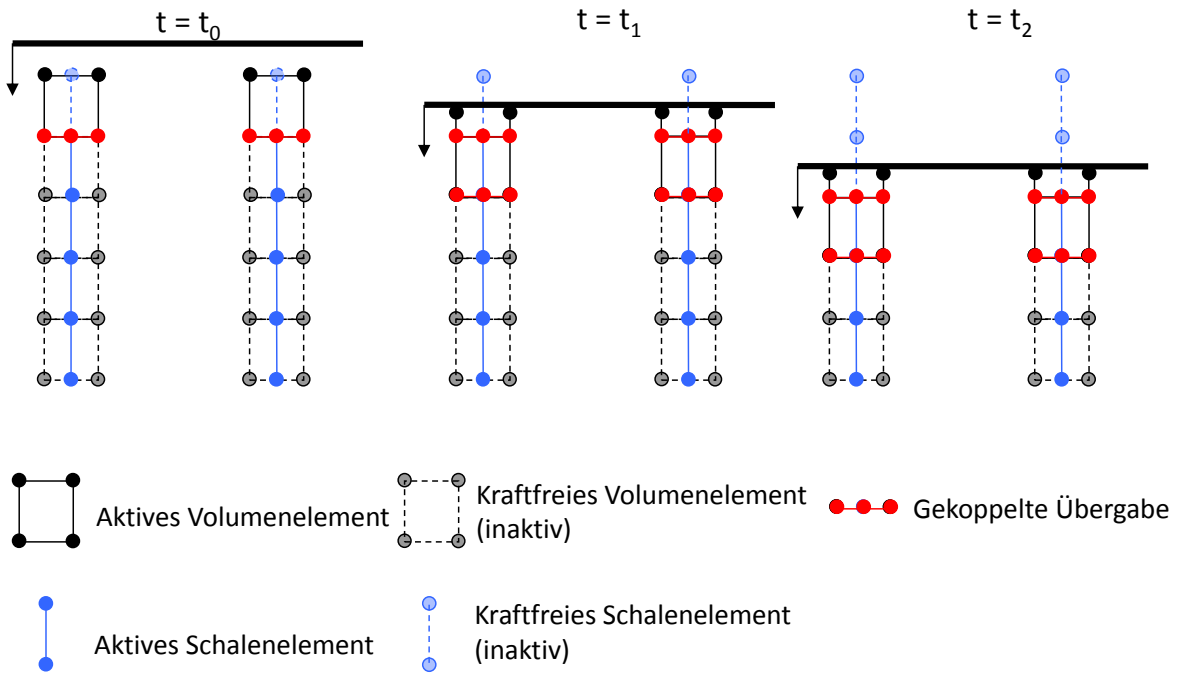 t = t0
t = t1
t = t2
Aktives Volumenelement
Kraftfreies Volumenelement
(inaktiv)
Gekoppelte Übergabe
Aktives Schalenelement
Kraftfreies Schalenelement
(inaktiv)